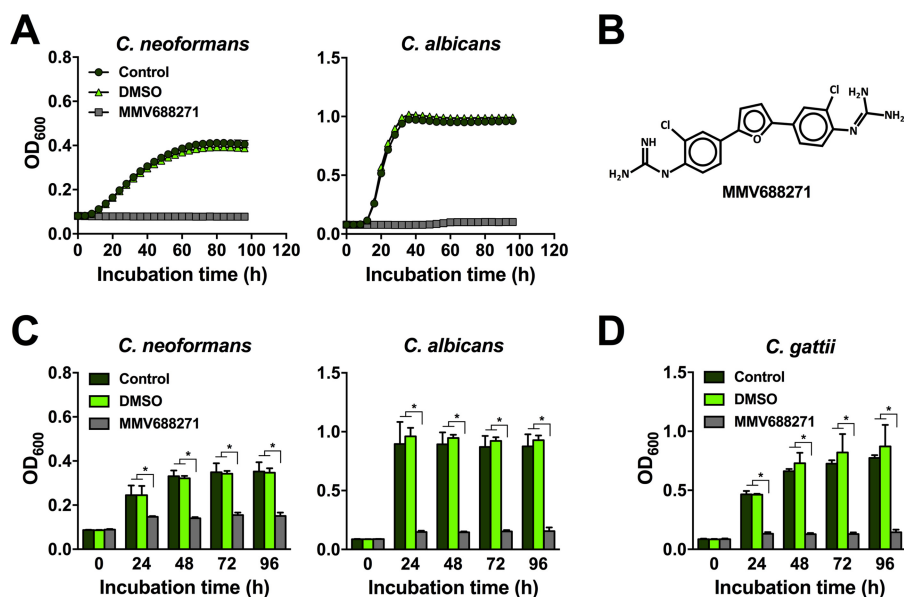 A
C. neoformans
Control
DMSO
MMV688271
OD600
0.8
0.6
0.4
0.2
0.0
0 20 40 60 80 100 120
Incubation time (h)
C. albicans
1.5
1.0
0.5
0.0
0 20 40 60 80 100 120
Incubation time (h)
B
Cl
Cl
NH
H2N
N
O
N
NH2
H2N
MMV688271
C
C. neoformans
Control
DMSO
MMV688271
OD600
0.8
0.6
0.4
0.2
0.0
* * * *
0 24 48 72 96
Incubation time (h)
C. albicans
1.5
1.0
0.5
0.0
* * * *
0 24 48 72 96
Incubation time (h)
D
C. gattii
Control
DMSO
MMV688271
OD600
1.5
1.0
0.5
0.0
* * * *
0 24 48 72 96
Incubation time (h)